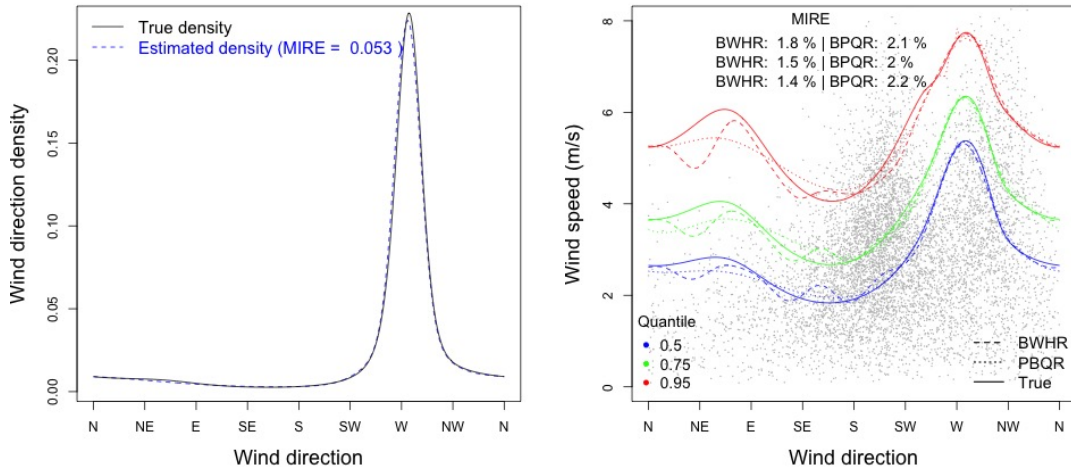 True density
Estimated density (MIRE =  0.053 )
Wind direction density
0.00
0.05
0.10
0.15
0.20
N
NE
E
SE
S
SW
W
NW
N
Wind direction
MIRE
BWHR:  1.8 % | BPQR:  2.1 %
BWHR:  1.5 % | BPQR:  2 %
BWHR:  1.4 % | BPQR:  2.2 %
Wind speed (m/s)
0
2
4
6
8
Quantile
0.5
0.75
0.95
BWHR
PBQR
True
N
NE
E
SE
S
SW
W
NW
N
Wind direction